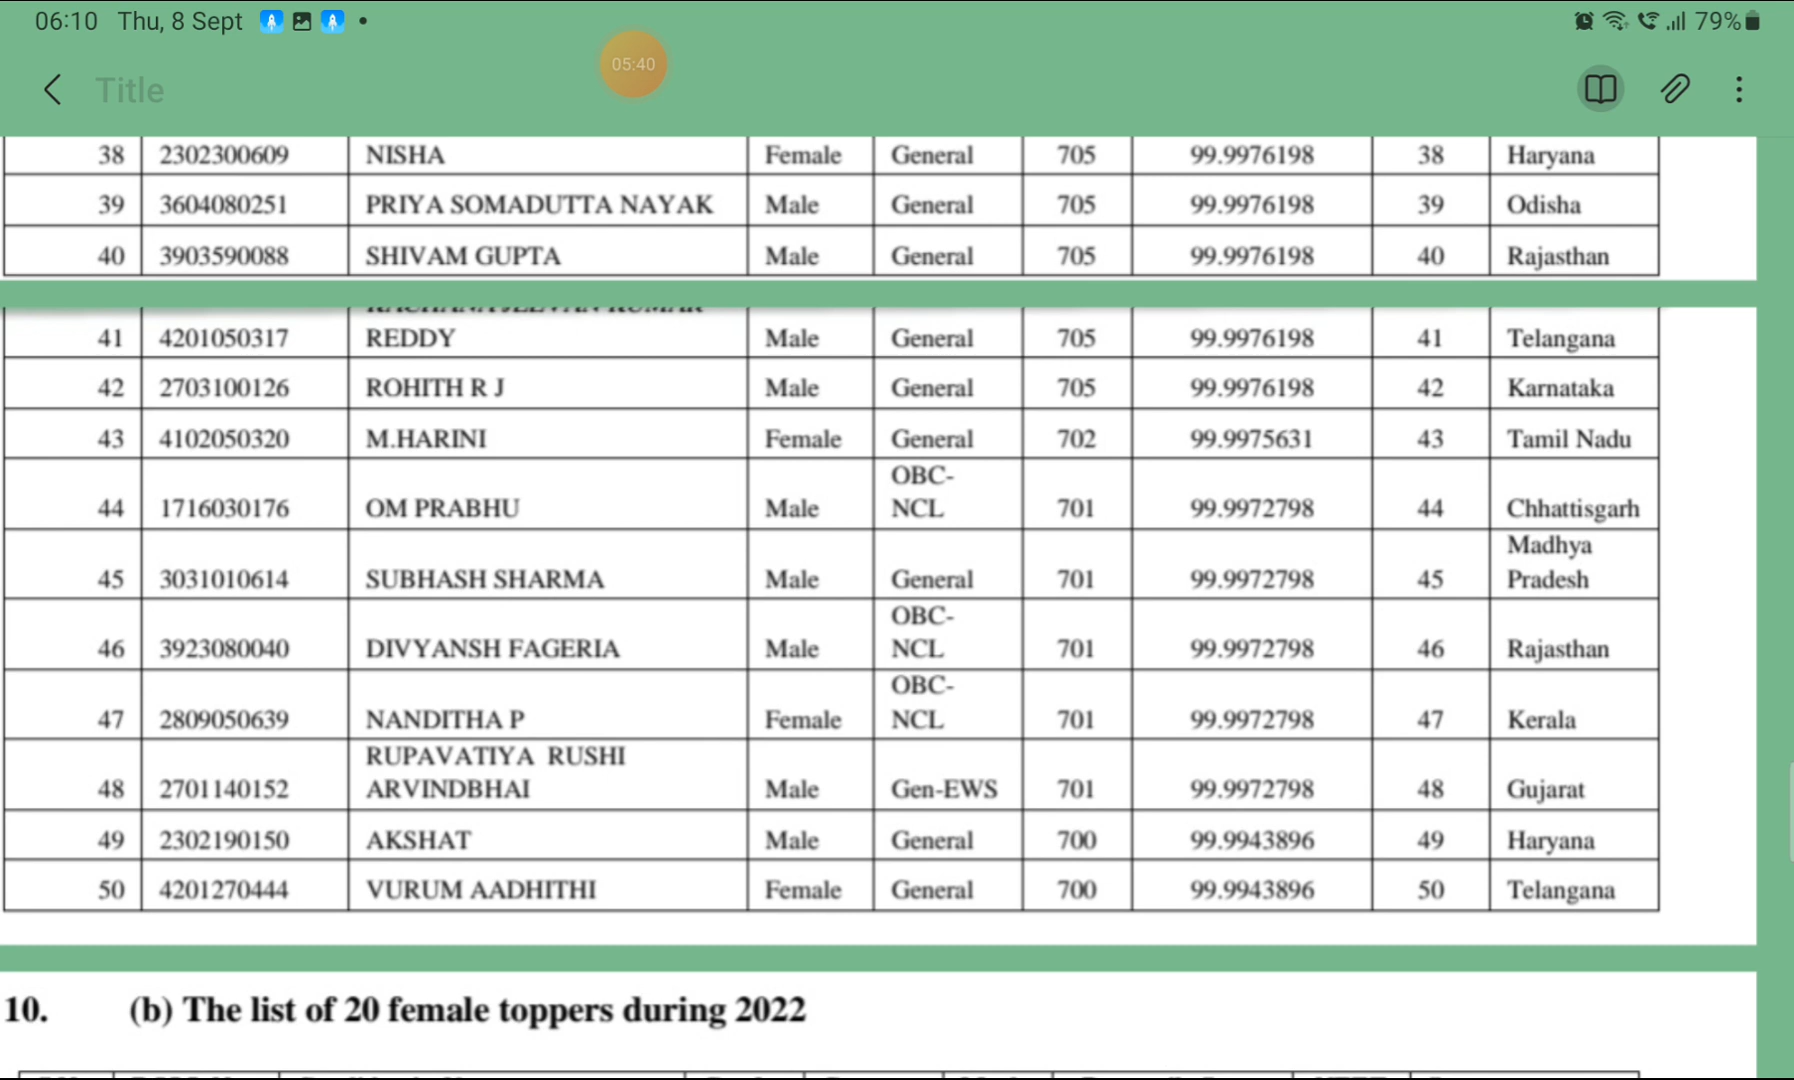 06:10 Thu, 8 Sept 79%
05:40
Title
38 2302300609 NISHA Female General 705 99.9976198 38 Haryana
39 3604080251 PRIYA SOMADUTTA NAYAK Male General 705 99.9976198 39 Odisha
40 3903590088 SHIVAM GUPTA Male General 705 99.9976198 40 Rajasthan
41 4201050317 REDDY Male General 705 99.9976198 41 Telangana
42 2703100126 ROHITH R J Male General 705 99.9976198 42 Karnataka
43 4102050320 M.HARINI Female General 702 99.9975631 43 Tamil Nadu
OBC-
44 1716030176 OM PRABHU Male NCL 701 99.9972798 44 Chhattisgarh
Madhya
45 3031010614 SUBHASH SHARMA Male General 701 99.9972798 45 Pradesh
OBC-
46 3923080040 DIVYANSH FAGERIA Male NCL 701 99.9972798 46 Rajasthan
OBC-
47 2809050639 NANDITHA P Female NCL 701 99.9972798 47 Kerala
RUPAVATIYA RUSHI
48 2701140152 ARVINDBHAI Male Gen-EWS 701 99.9972798 48 Gujarat
49 2302190150 AKSHAT Male General 700 99.9943896 49 Haryana
50 4201270444 VURUM AADHITHI Female General 700 99.9943896 50 Telangana
10. (b) The list of 20 female toppers during 2022